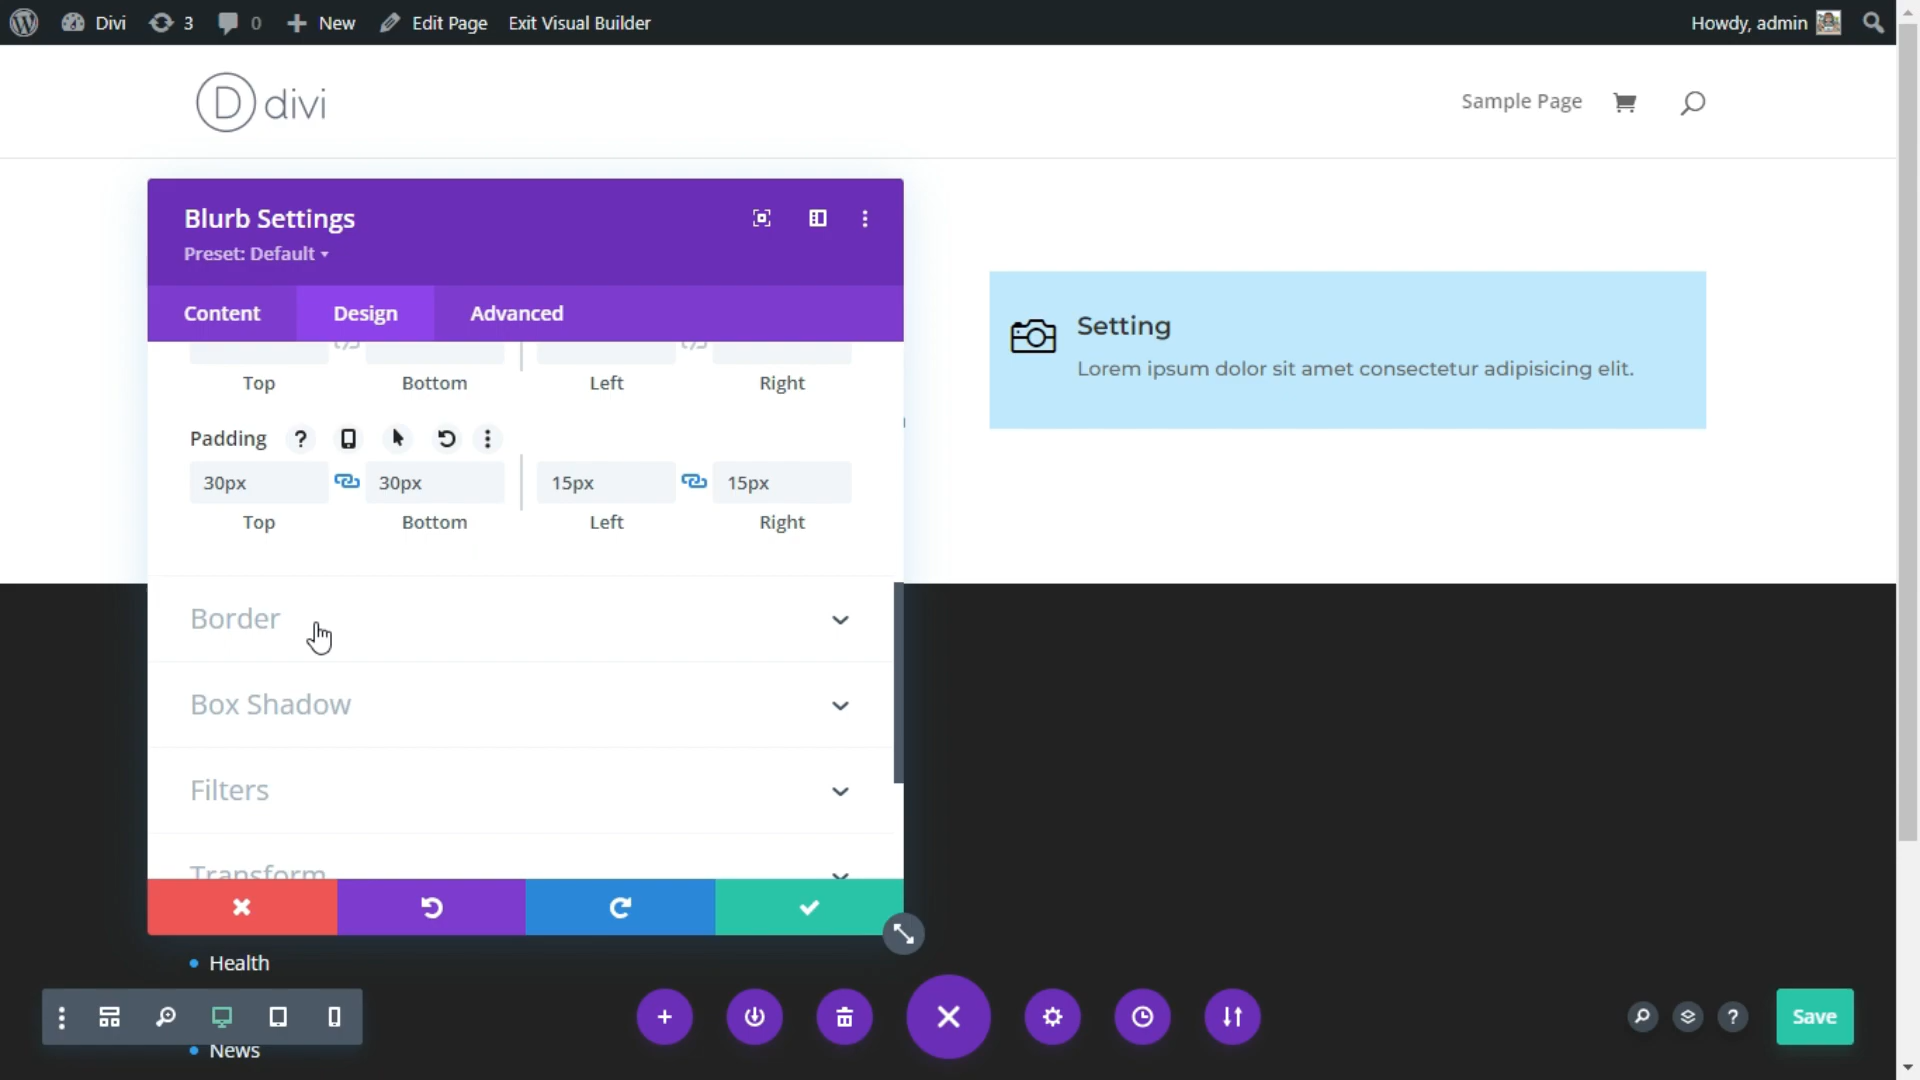 Divi 3 0 New Edit Page Exit Visual Builder Howdy, admin
D divi Sample Page
Blurb Settings
Preset: Default
Content Design Advanced
Top Bottom Left Right
Padding ?
30px 30px 15px 15px
Top Bottom Left Right
Border
Box Shadow
Filters
Transform
Setting
Lorem ipsum dolor sit amet consectetur adipisicing elit.
Health
News
? Save